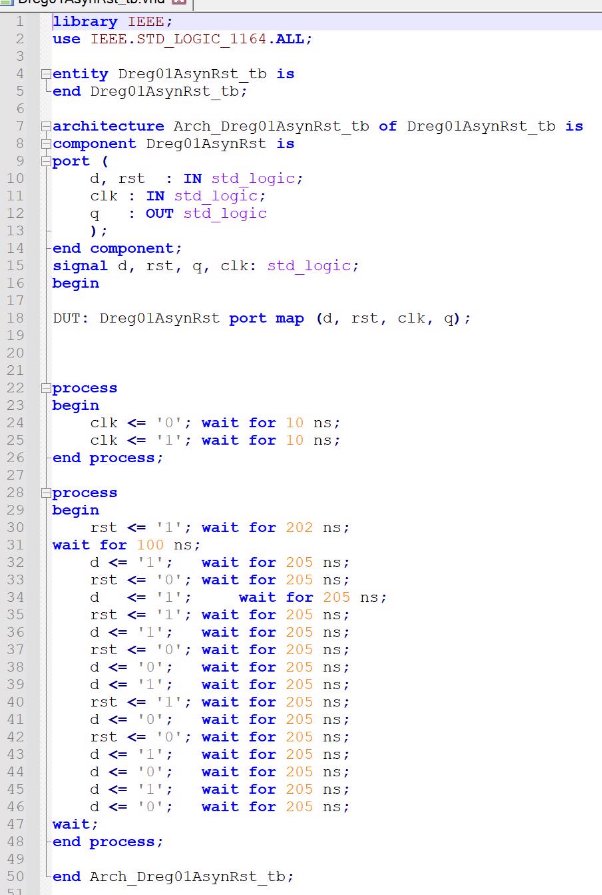 Dreg01AsynRst_tb.vhd
1 library IEEE;
2 use IEEE.STD_LOGIC_1164.ALL;
3
4 entity Dreg01AsynRst_tb is
5 end Dreg01AsynRst_tb;
6
7 architecture Arch_Dreg01AsynRst_tb of Dreg01AsynRst_tb is
8 component Dreg01AsynRst is
9 port (
10 d, rst : IN std_logic;
11 clk : IN std_logic;
12 q : OUT std_logic
13 );
14 end component;
15 signal d, rst, q, clk: std_logic;
16 begin
17
18 DUT: Dreg01AsynRst port map (d, rst, clk, q);
19
20
21
22 process
23 begin
24 clk <= '0'; wait for 10 ns;
25 clk <= '1'; wait for 10 ns;
26 end process;
27
28 process
29 begin
30 rst <= '1'; wait for 202 ns;
31 wait for 100 ns;
32 d <= '1'; wait for 205 ns;
33 rst <= '0'; wait for 205 ns;
34 d <= '1'; wait for 205 ns;
35 rst <= '1'; wait for 205 ns;
36 d <= '1'; wait for 205 ns;
37 rst <= '0'; wait for 205 ns;
38 d <= '0'; wait for 205 ns;
39 d <= '1'; wait for 205 ns;
40 rst <= '1'; wait for 205 ns;
41 d <= '0'; wait for 205 ns;
42 rst <= '0'; wait for 205 ns;
43 d <= '1'; wait for 205 ns;
44 d <= '0'; wait for 205 ns;
45 d <= '1'; wait for 205 ns;
46 d <= '0'; wait for 205 ns;
47 wait;
48 end process;
49
50 end Arch_Dreg01AsynRst_tb;
51